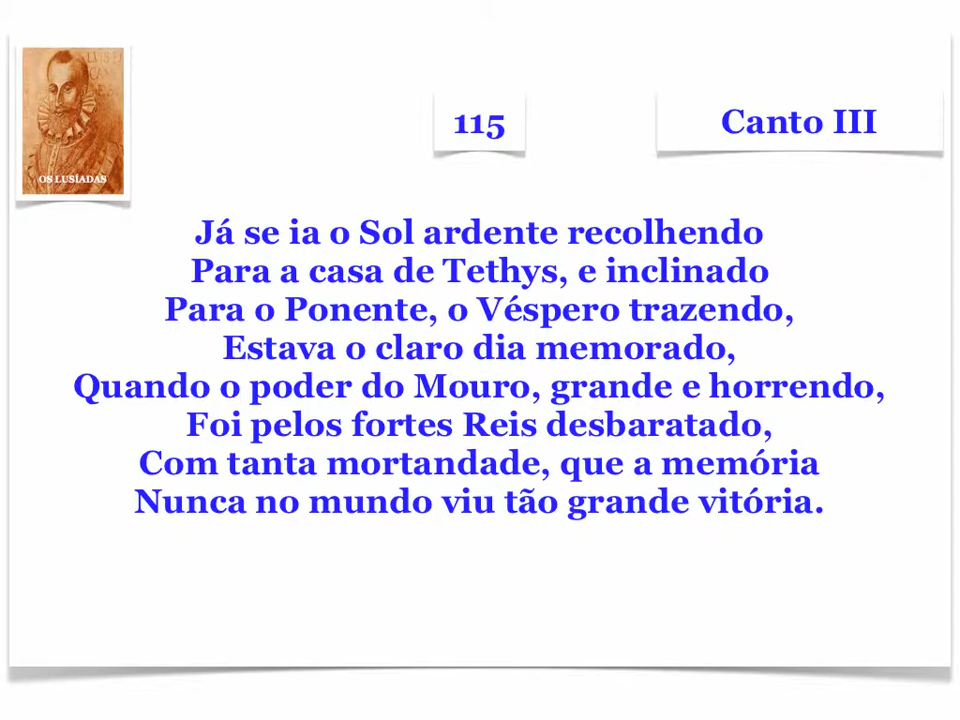 OS LUSÍADAS
115
Canto III
Já se ia o Sol ardente recolhendo
Para a casa de Tethys, e inclinado
Para o Ponente, o Véspero trazendo,
Estava o claro dia memorado,
Quando o poder do Mouro, grande e horrendo,
Foi pelos fortes Reis desbaratado,
Com tanta mortandade, que a memória
Nunca no mundo viu tão grande vitória.